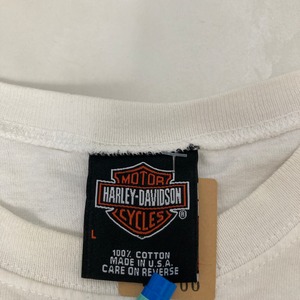 MOTOR
HARLEY-DAVIDSON
CYCLES
®
L
100% COTTON
MADE IN U.S.A.
CARE ON REVERSE